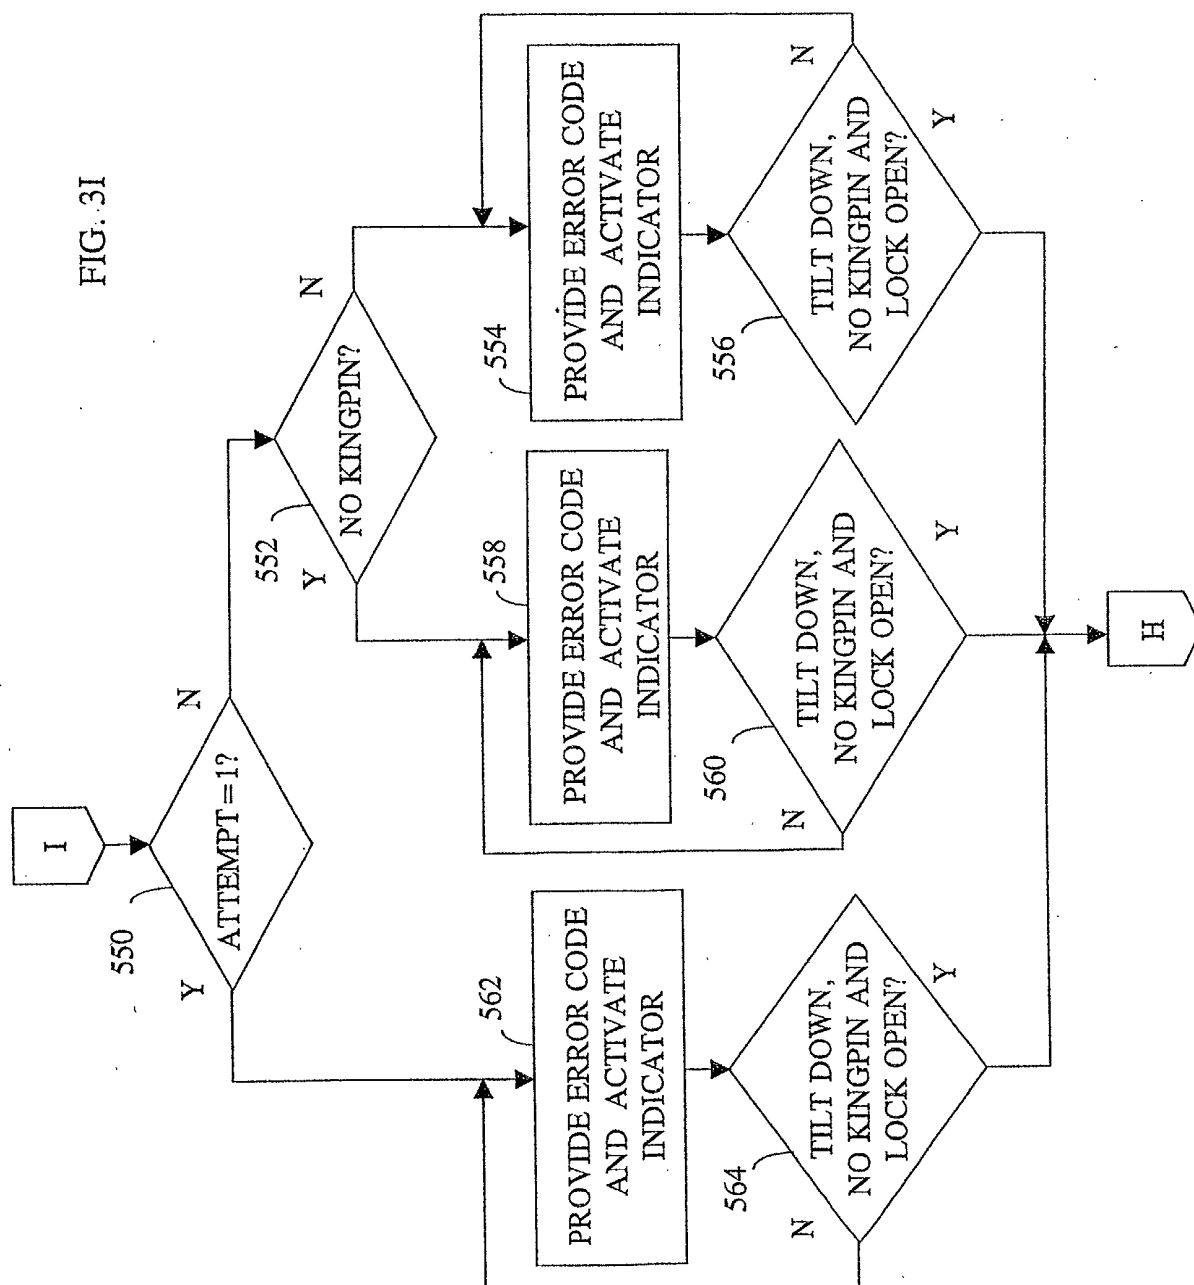 FIG. 3I
I
550
ATTEMPT = 1?
Y
N
552
NO KINGPIN?
Y
N
562
PROVIDE ERROR CODE
AND ACTIVATE
INDICATOR
558
PROVIDE ERROR CODE
AND ACTIVATE
INDICATOR
554
PROVIDE ERROR CODE
AND ACTIVATE
INDICATOR
564
TILT DOWN,
NO KINGPIN AND
LOCK OPEN?
N
Y
560
TILT DOWN,
NO KINGPIN AND
LOCK OPEN?
N
Y
556
TILT DOWN,
NO KINGPIN AND
LOCK OPEN?
N
Y
H